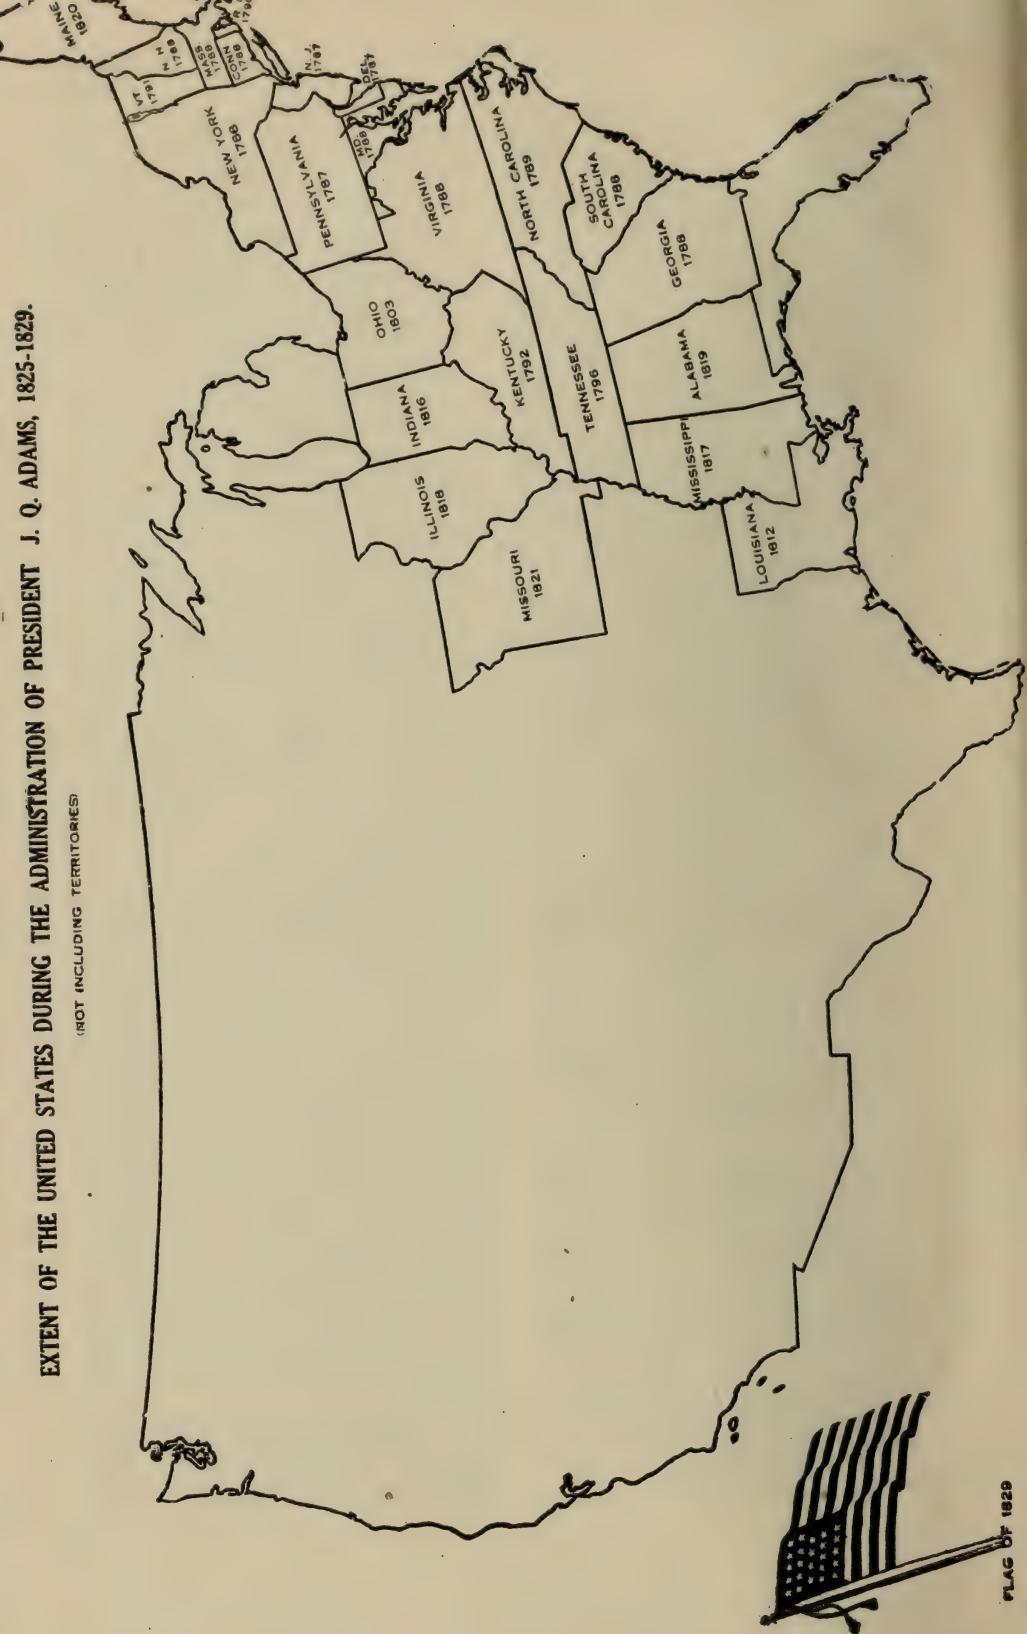 EXTENT OF THE UNITED STATES DURING THE ADMINISTRATION OF PRESIDENT J. Q. ADAMS, 1825-1829.
(NOT INCLUDING TERRITORIES)
MAINE
1820
N H
1788
VT
1791
MASS
1788
CONN
1788
R
1790
NEW YORK
1788
N. J.
1787
PENNSYLVANIA
1787
DEL.
1787
MD.
1788
VIRGINIA
1788
OHIO
1803
INDIANA
1816
ILLINOIS
1818
KENTUCKY
1792
NORTH CAROLINA
1789
TENNESSEE
1796
SOUTH
CAROLINA
1788
GEORGIA
1788
ALABAMA
1819
MISSISSIPPI
1817
LOUISIANA
1812
MISSOURI
1821
FLAG OF 1829